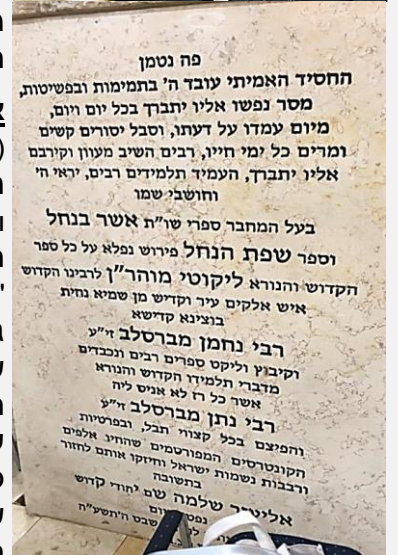 פה נטמן
החסיד האמיתי עובד ה' בתמימות ובפשיטות,
מסר נפשו אליו יתברך בכל יום ויום,
מיום עמדו על דעתו, וסבל יסורים קשים
ומרים כל ימי חייו, רבים השיב מעוון וקירבם
אליו יתברך, העמיד תלמידים רבים, יראי ה'
וחושבי שמו
בעל המחבר ספרי שו"ת אשר בנחל
וספר שפת הנחל פירוש נפלא על כל ספר
הקדוש והנורא ליקוטי מוהר"ן לרבינו הקדוש
איש אלקים עיר וקדיש מן שמיא נחית
בוצינא קדישא
רבי נחמן מברסלב זי"ע
וקיבוץ וליקט ספרים רבים ונכבדים
מדברי תלמידו הקדוש והנורא
אשר כל רז לא אניס ליה
רבי נתן מברסלב זי"ע
והפיצם בכל קצווי תבל, ובפרטיות
הקונטרסים המפורסמים שהחיו אלפים
ורבבות נשמות ישראל וחיזקו אותם לחזור
בתשובה
אליעזר שלמה שם יהודי קדוש
שבט ה'תשע"ח